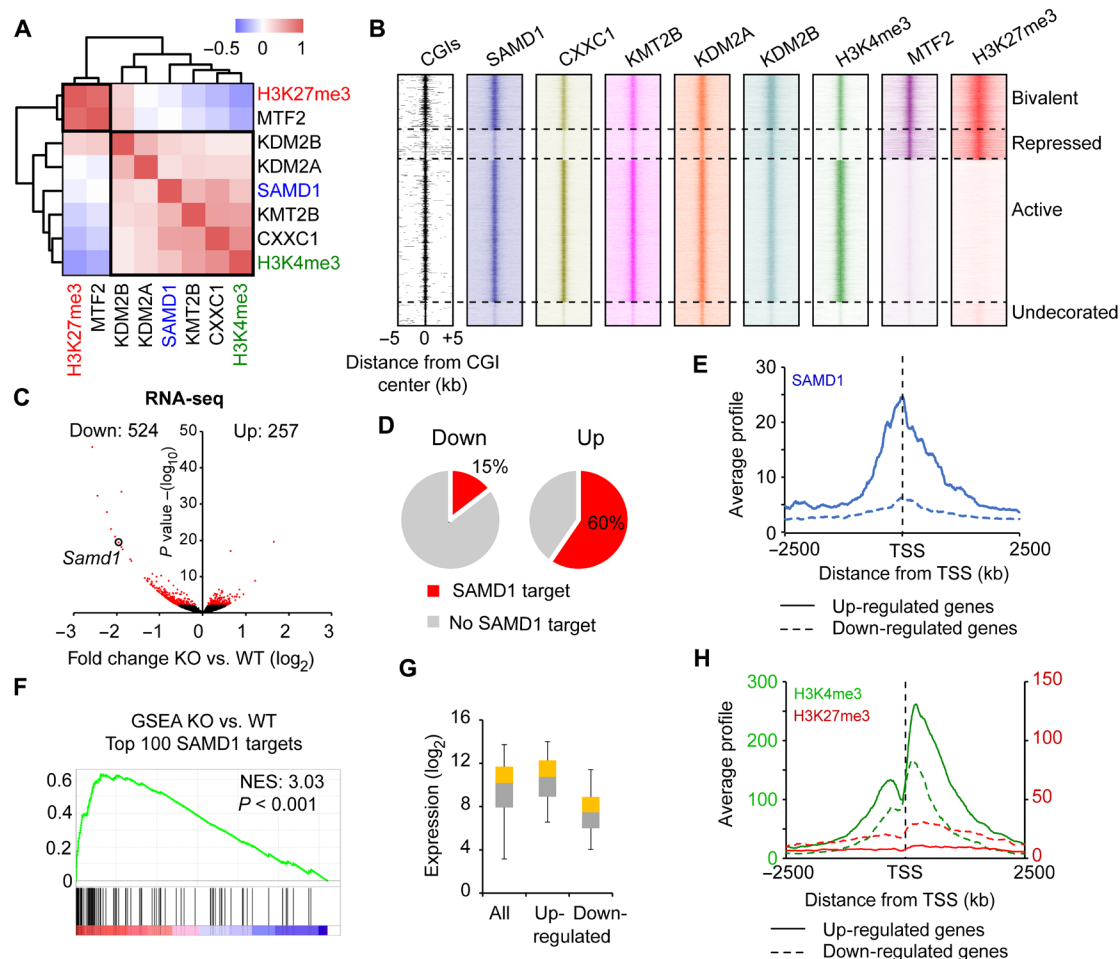 A
−0.5 0 1
H3K27me3
MTF2
KDM2B
KDM2A
SAMD1
KMT2B
CXXC1
H3K4me3
H3K27me3
MTF2
KDM2B
KDM2A
SAMD1
KMT2B
CXXC1
H3K4me3
B
CGIs
SAMD1
CXXC1
KMT2B
KDM2A
KDM2B
H3K4me3
MTF2
H3K27me3
Bivalent
Repressed
Active
Undecorated
−5 0 +5
Distance from CGI
center (kb)
C
RNA-seq
Down: 524
Up: 257
P value −(log10)
50
40
30
20
10
0
Samd1
−3 −2 −1 0 1 2 3
Fold change KO vs. WT (log2)
D
Down
Up
15%
60%
SAMD1 target
No SAMD1 target
E
SAMD1
Average profile
30
20
10
0
−2500 TSS 2500
Distance from TSS (kb)
Up-regulated genes
Down-regulated genes
F
GSEA KO vs. WT
Top 100 SAMD1 targets
NES: 3.03
P < 0.001
0.6
0.4
0.2
0
G
Expression (log2)
16
12
8
4
0
All Up- Down-
regulated
H
H3K4me3
H3K27me3
Average profile
300
200
100
0
150
100
50
0
−2500 TSS 2500
Distance from TSS (kb)
Up-regulated genes
Down-regulated genes